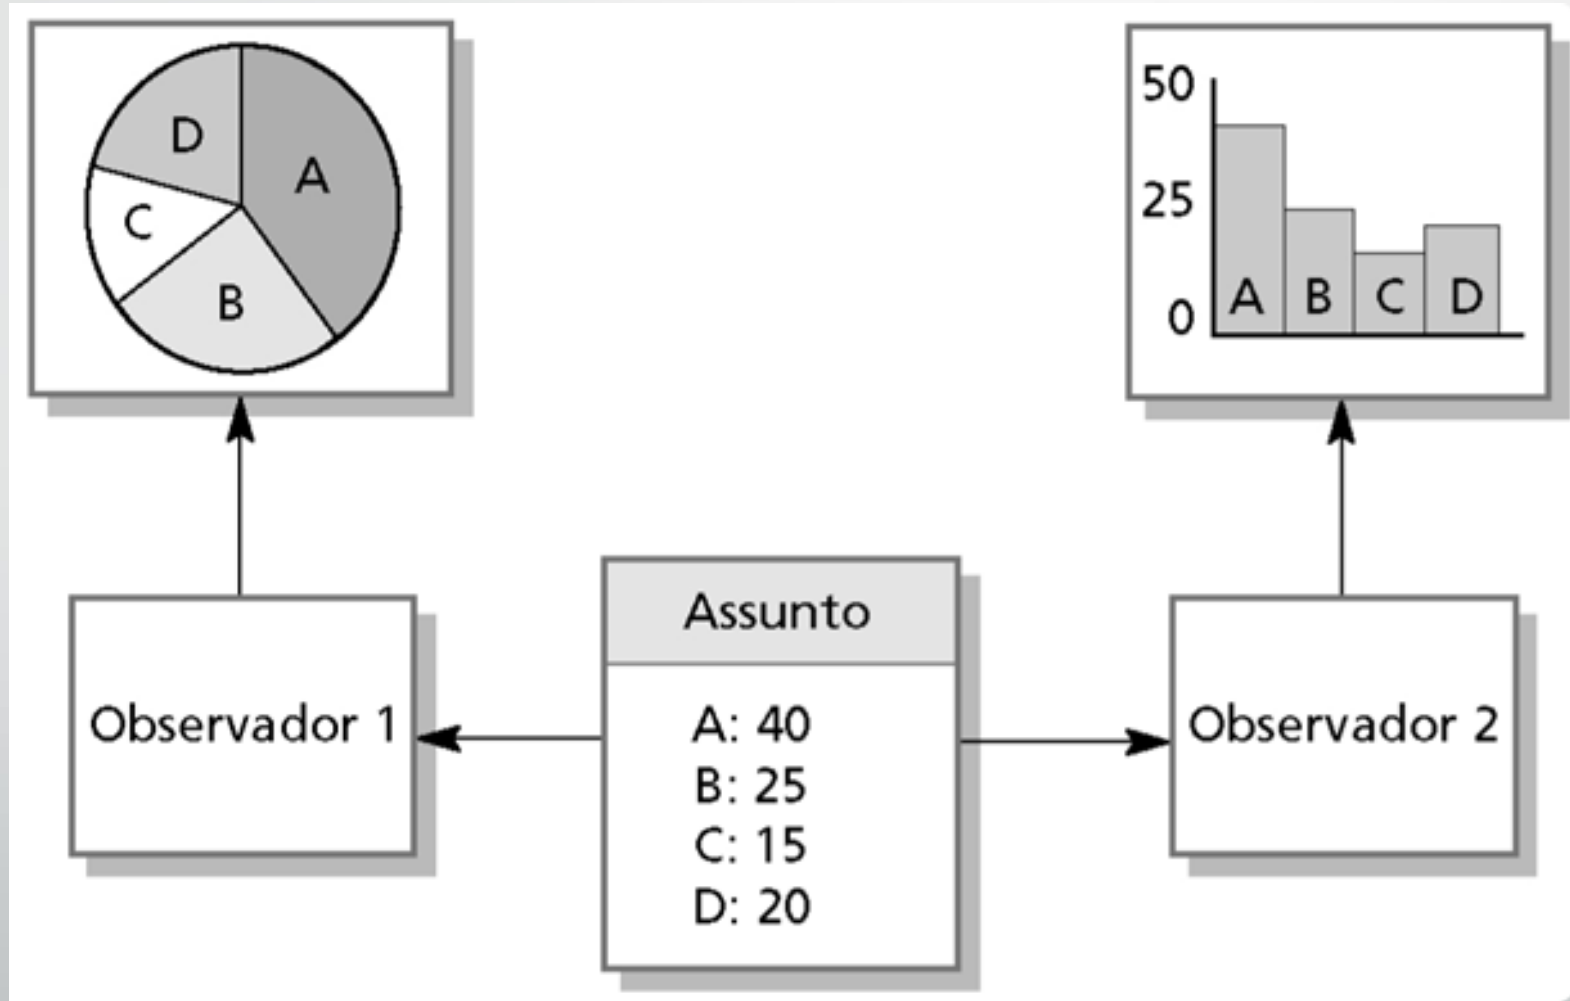 D
A
C
B
50
25
0
A B C D
Observador 1
Assunto
A: 40
B: 25
C: 15
D: 20
Observador 2